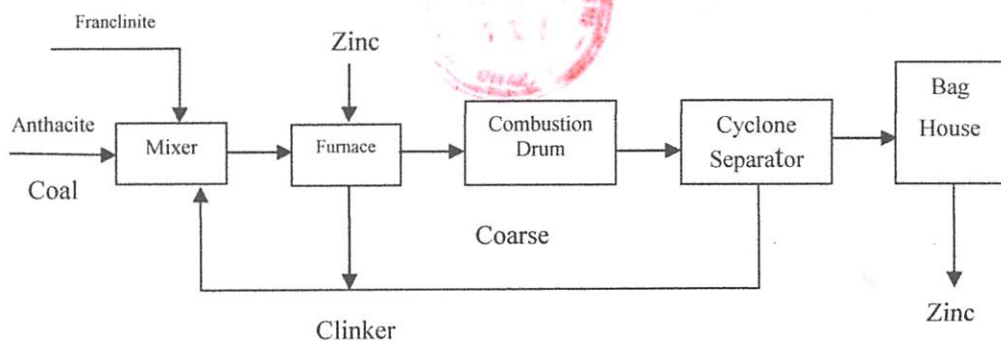 Franclinite
Zinc
Anthacite
Coal
Mixer
Furnace
Combustion
Drum
Cyclone
Separator
Bag
House
Coarse
Clinker
Zinc